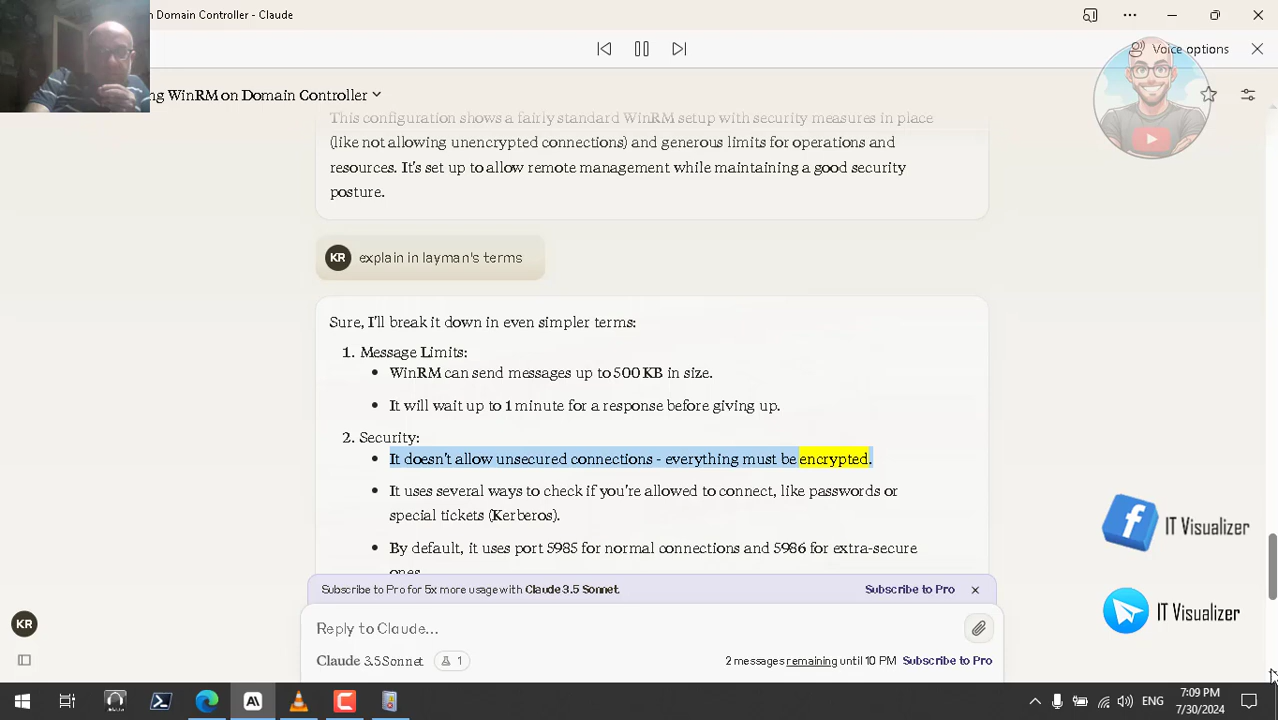 n Domain Controller - Claude
Voice options
ng WinRM on Domain Controller
This configuration shows a fairly standard WinRM setup with security measures in place
(like not allowing unencrypted connections) and generous limits for operations and
resources. It's set up to allow remote management while maintaining a good security
posture.
KR explain in layman's terms
Sure, I'll break it down in even simpler terms:
1. Message Limits:
• WinRM can send messages up to 500 KB in size.
• It will wait up to 1 minute for a response before giving up.
2. Security:
• It doesn't allow unsecured connections - everything must be encrypted.
• It uses several ways to check if you're allowed to connect, like passwords or
special tickets (Kerberos).
• By default, it uses port 5985 for normal connections and 5986 for extra-secure
ones.
IT Visualizer
IT Visualizer
Subscribe to Pro for 5x more usage with Claude 3.5 Sonnet. Subscribe to Pro
KR
Reply to Claude...
Claude 3.5 Sonnet 1
2 messages remaining until 10 PM Subscribe to Pro
AI
ENG
7:09 PM
7/30/2024